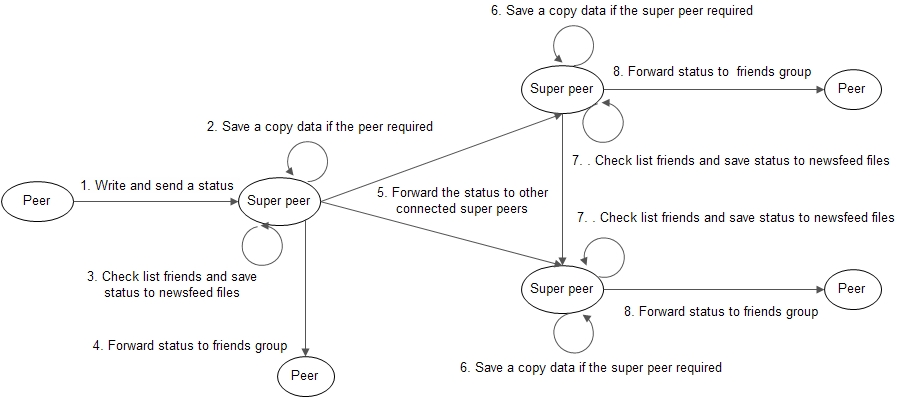 6. Save a copy data if the super peer required
Super peer
8. Forward status to  friends group
Peer
2. Save a copy data if the peer required
7. . Check list friends and save status to newsfeed files
1. Write and send a status
Peer
Super peer
5. Forward the status to other
connected super peers
7. . Check list friends and save status to newsfeed files
3. Check list friends and save
status to newsfeed files
Super peer
Peer
8. Forward status to friends group
4. Forward status to friends group
6. Save a copy data if the super peer required
Peer